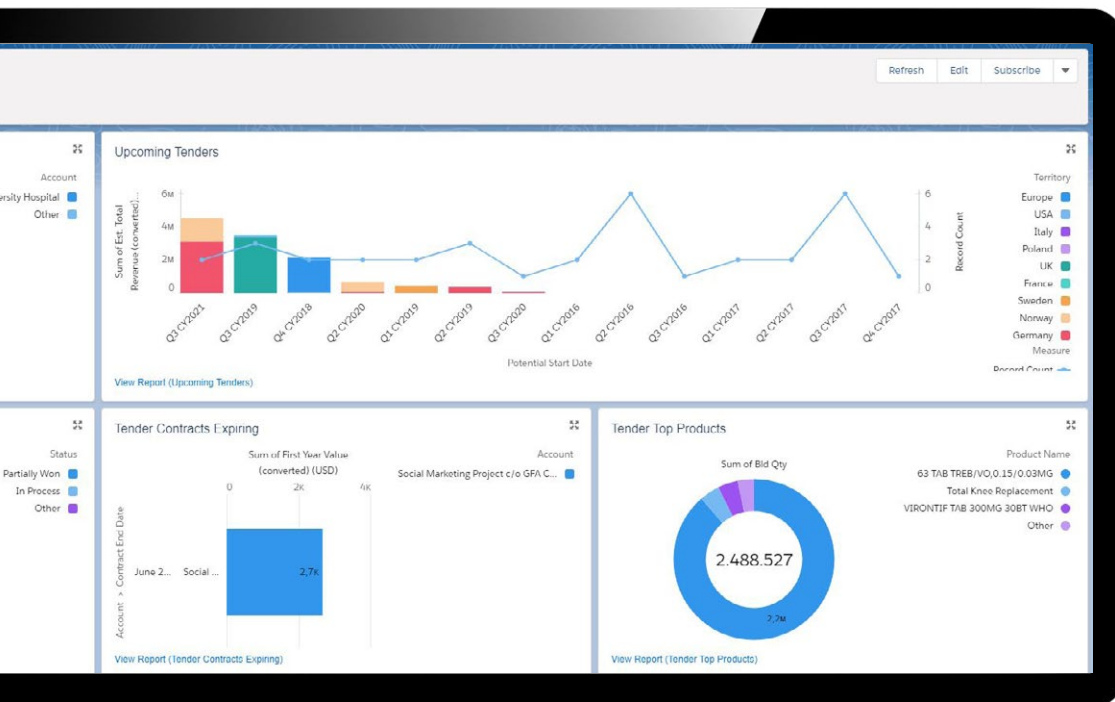 Refresh
Edit
Subscribe
Account
ersity Hospital
Other
Upcoming Tenders
Sum of Est. Total
Revenue (converted)...
6M
4M
2M
0
6
4
2
0
Record Count
Q3 CY2021
Q3 CY2019
Q4 CY2018
Q2 CY2020
Q1 CY2019
Q2 CY2019
Q3 CY2020
Q1 CY2016
Q2 CY2016
Q3 CY2016
Q1 CY2017
Q2 CY2017
Q3 CY2017
Q4 CY2017
Potential Start Date
Territory
Europe
USA
Italy
Poland
UK
France
Sweden
Norway
Germany
Measure
Record Count
View Report (Upcoming Tenders)
Status
Partially Won
In Process
Other
Tender Contracts Expiring
Sum of First Year Value
(converted) (USD)
0
2K
4K
Account > Contract End Date
June 2...
Social ...
2,7K
Account
Social Marketing Project c/o GFA C...
View Report (Tender Contracts Expiring)
Tender Top Products
Sum of Bid Qty
2.488.527
2,2M
Product Name
63 TAB TREB/VO,0.15/0.03MG
Total Knee Replacement
VIRONTIF TAB 300MG 30BT WHO
Other
View Report (Tender Top Products)